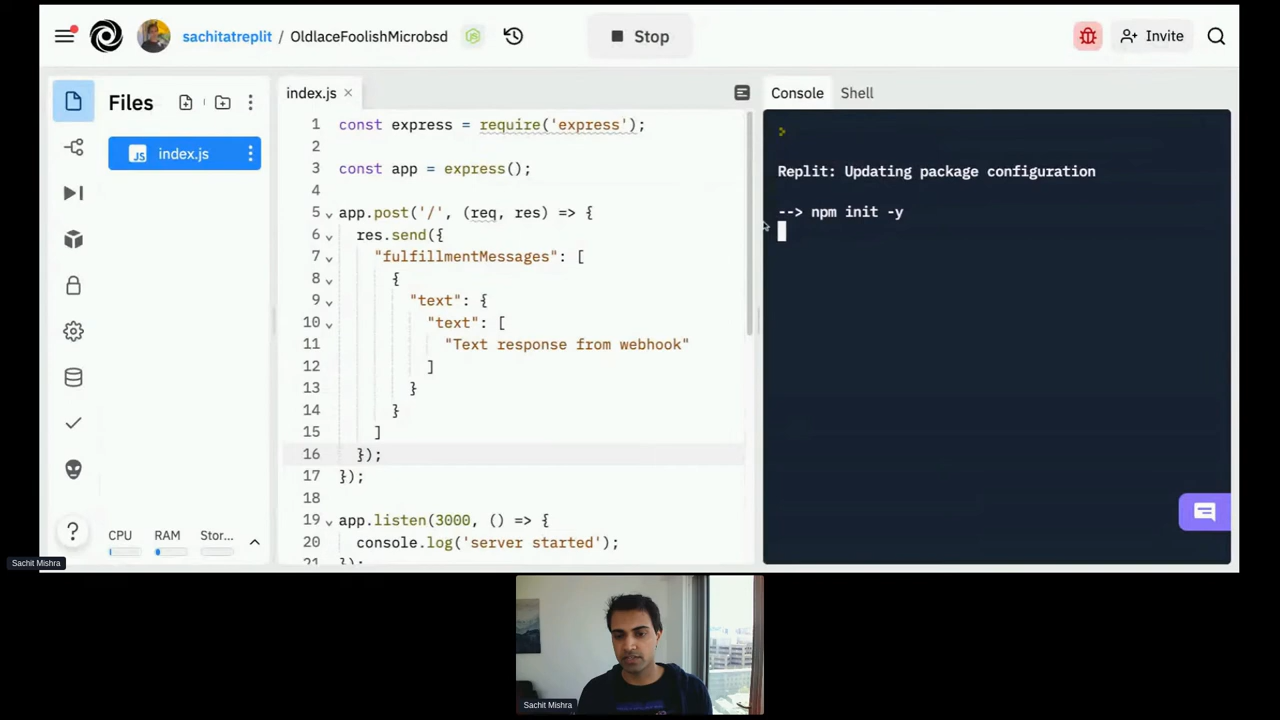 sachitatreplit / OldlaceFoolishMicrobsd
Stop
Invite
Files
index.js
CPU
RAM
Stor...
index.js
1 const express = require('express');
2
3 const app = express();
4
5 app.post('/', (req, res) => {
6 res.send({
7 "fulfillmentMessages": [
8 {
9 "text": {
10 "text": [
11 "Text response from webhook"
12 ]
13 }
14 }
15 ]
16 });
17 });
18
19 app.listen(3000, () => {
20 console.log('server started');
21 });
Console Shell
Replit: Updating package configuration
--> npm init -y
Sachit Mishra
Sachit Mishra